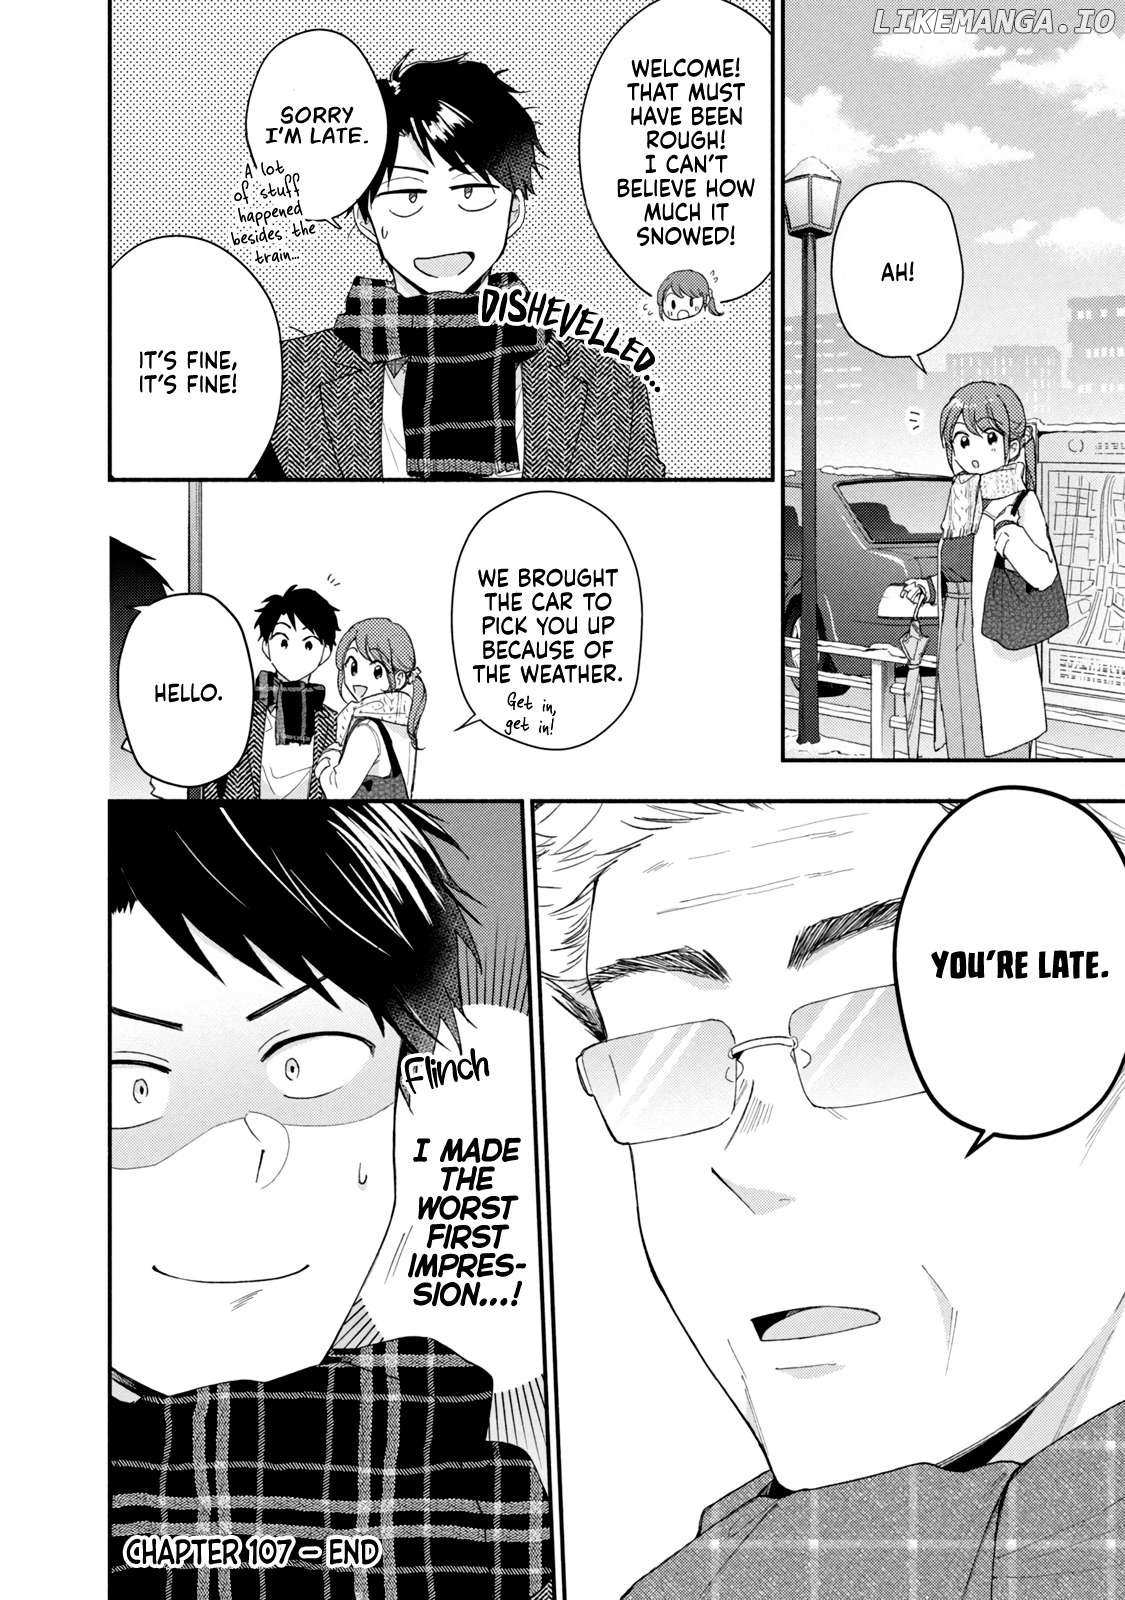 LIKEMANGA.IO
AH!
WELCOME!
THAT MUST
HAVE BEEN
ROUGH!
I CAN'T
BELIEVE HOW
MUCH IT
SNOWED!
SORRY
I'M LATE.
A lot
of stuff
happened
besides the
train...
DISHEVELLED...
IT'S FINE,
IT'S FINE!
WE BROUGHT
THE CAR TO
PICK YOU UP
BECAUSE OF
THE WEATHER.
Get in,
get in!
HELLO.
YOU'RE LATE.
Flinch
I MADE
THE
WORST
FIRST
IMPRES-
SION...!
CHAPTER 107 - END